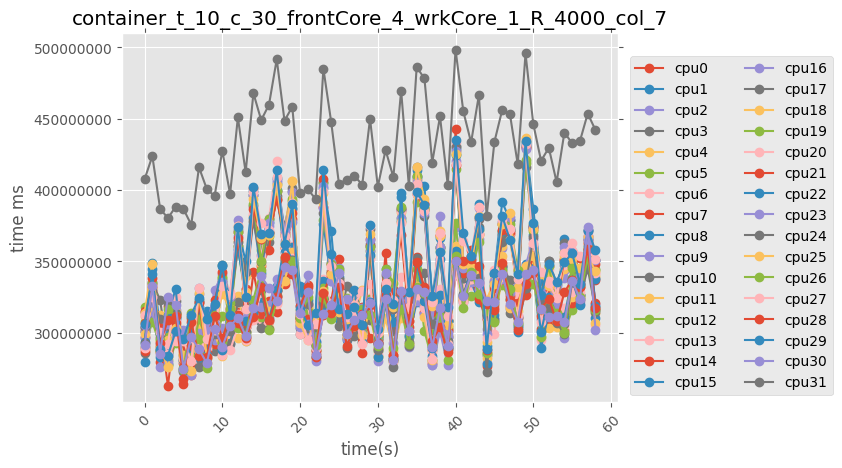 container_t_10_c_30_frontCore_4_wrkCore_1_R_4000_col_7
time ms
500000000
450000000
400000000
350000000
300000000
0
10
20
30
40
50
60
time(s)
cpu0
cpu1
cpu2
cpu3
cpu4
cpu5
cpu6
cpu7
cpu8
cpu9
cpu10
cpu11
cpu12
cpu13
cpu14
cpu15
cpu16
cpu17
cpu18
cpu19
cpu20
cpu21
cpu22
cpu23
cpu24
cpu25
cpu26
cpu27
cpu28
cpu29
cpu30
cpu31